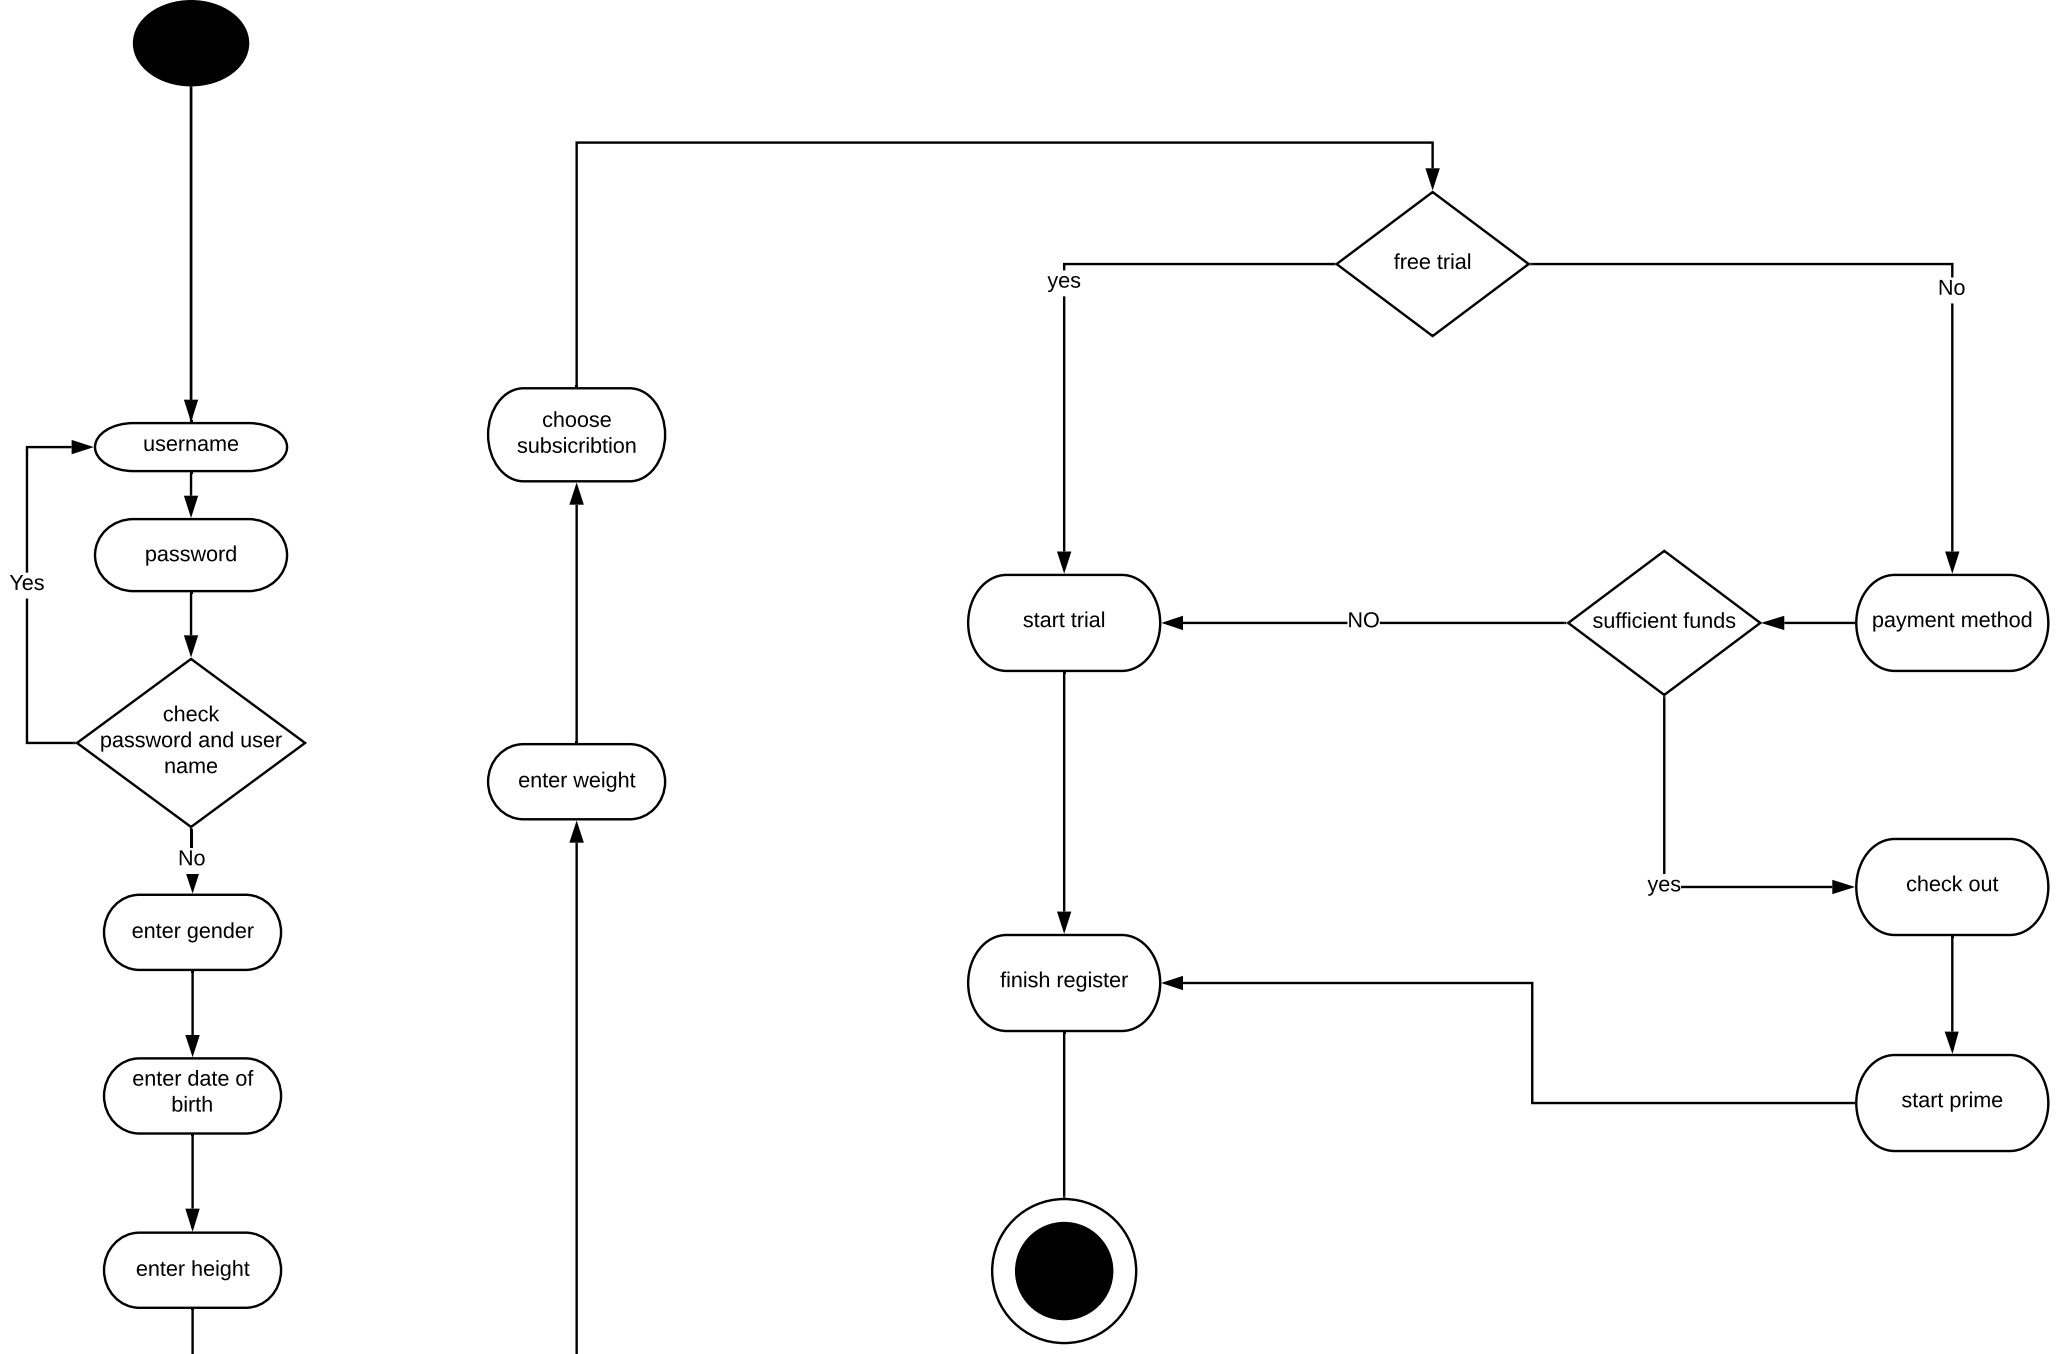 username
password
Yes
check
password and user
name
No
enter gender
enter date of
birth
enter height
enter weight
choose
subsicribtion
free trial
yes
No
start trial
NO
sufficient funds
payment method
yes
check out
finish register
start prime